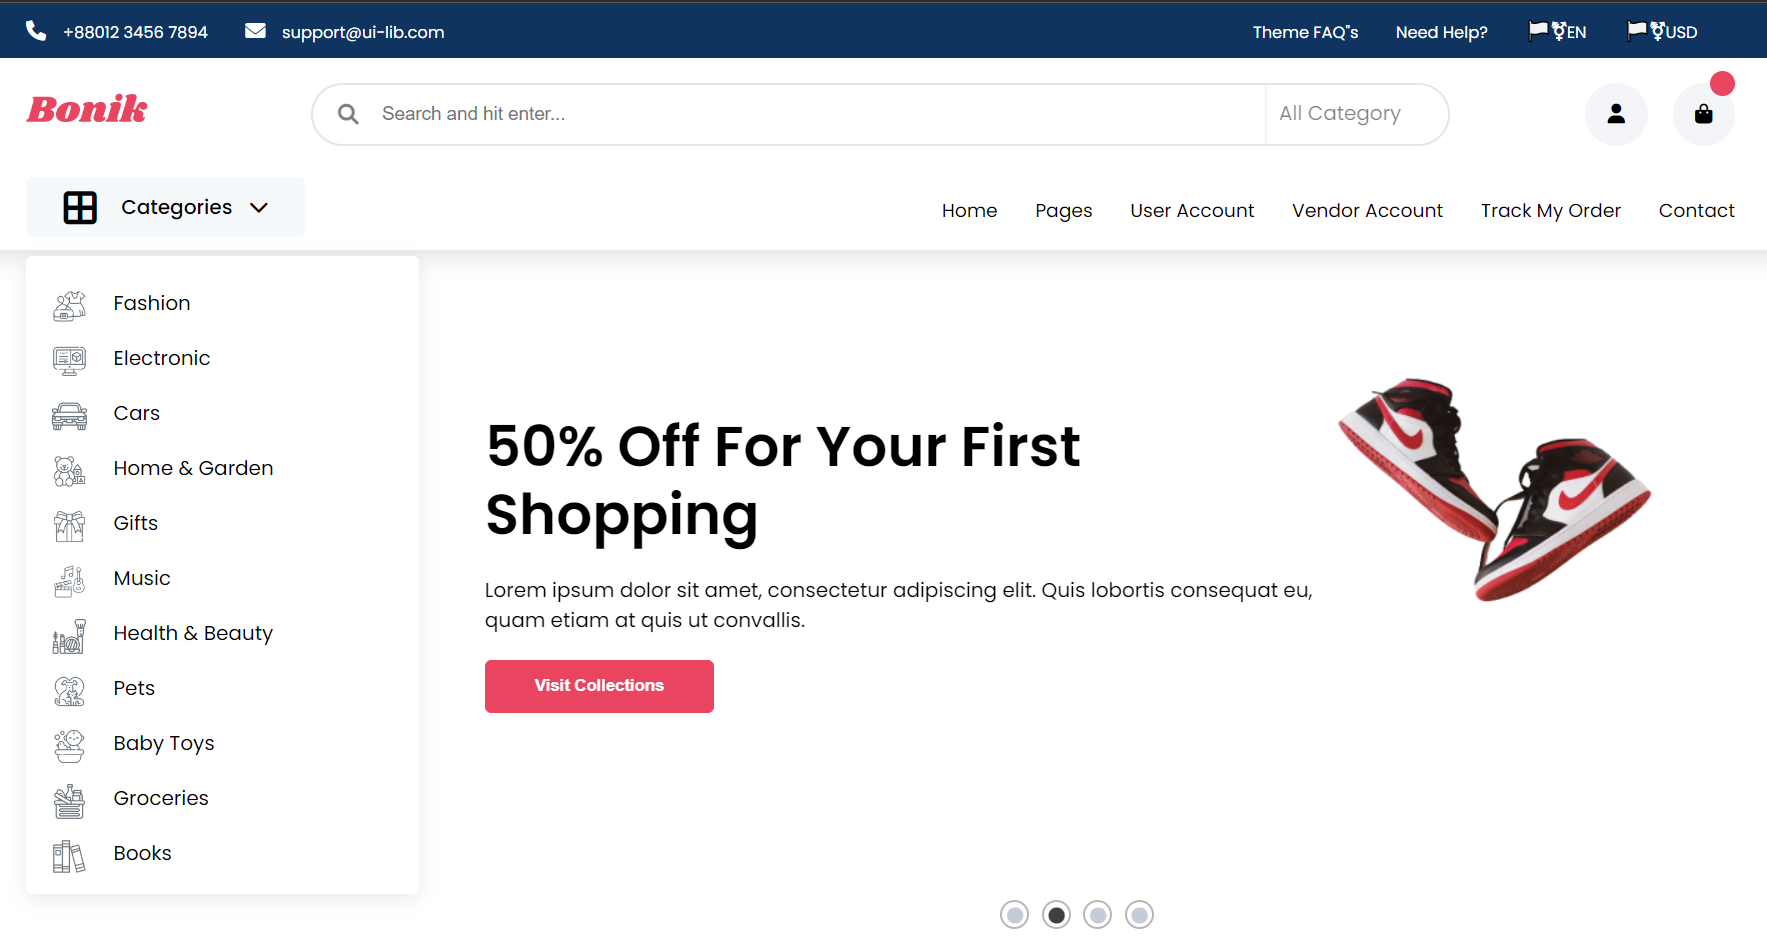 +88012 3456 7894
support@ui-lib.com
Theme FAQ"s
Need Help?
EN
USD
Bonik
Search and hit enter...
All Category
Categories
Home
Pages
User Account
Vendor Account
Track My Order
Contact
Fashion
Electronic
Cars
Home & Garden
Gifts
Music
Health & Beauty
Pets
Baby Toys
Groceries
Books
50% Off For Your First
Shopping
Lorem ipsum dolor sit amet, consectetur adipiscing elit. Quis lobortis consequat eu,
quam etiam at quis ut convallis.
Visit Collections